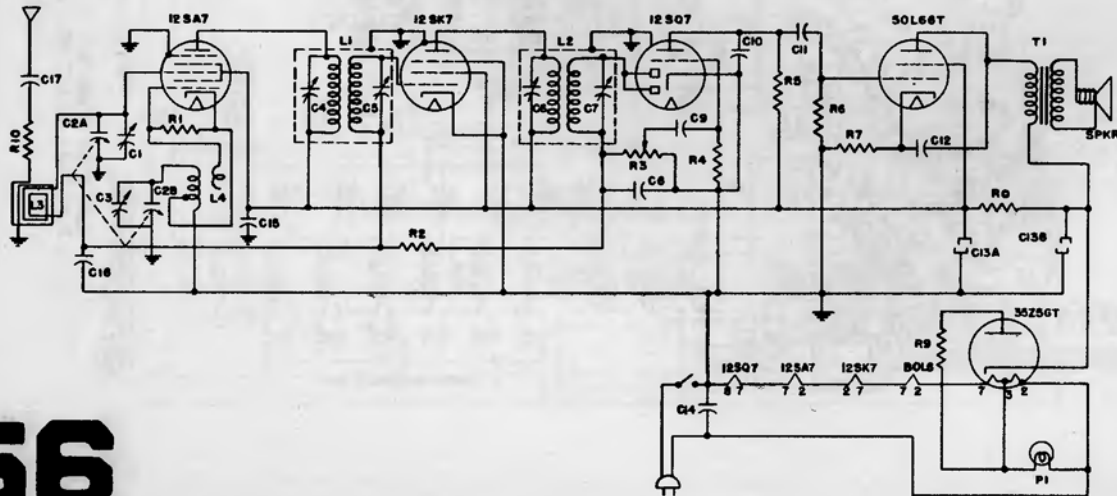 12SA7 L1 12SK7 L2 12SQ7 50L66T T1
C17 C10 C11
R5
C2A C1 R1 C4 C5 C6 C7 C9 R6 R7 C12 SPKR
R10 R3 R4
L3 C3 C2B L4 C8 R0
C15 C13A C13B
R2
C16
35Z5GT
R9
12SQ7 12SA7 12SK7 50L6
8 7 7 2 2 7 7 2 7 3 2
C14
P1
56